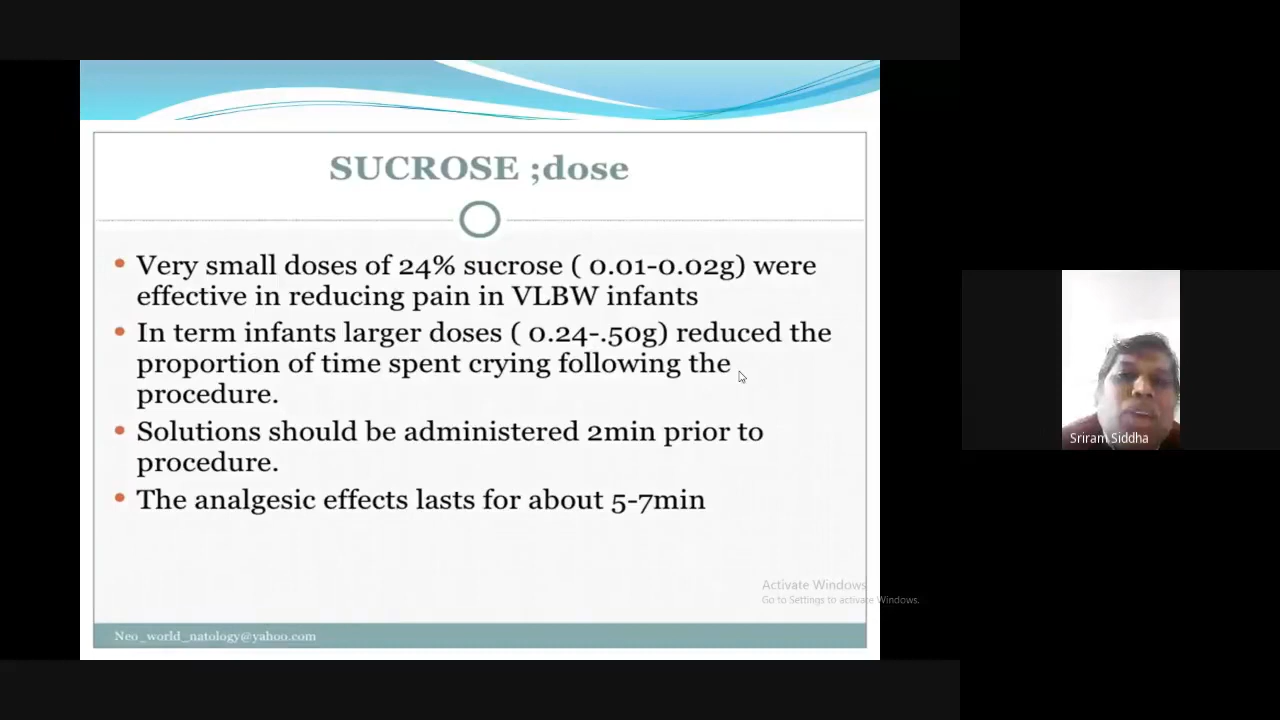 SUCROSE ;dose
Very small doses of 24% sucrose ( 0.01-0.02g) were
effective in reducing pain in VLBW infants
In term infants larger doses ( 0.24-.50g) reduced the
proportion of time spent crying following the
procedure.
Solutions should be administered 2min prior to
procedure.
The analgesic effects lasts for about 5-7min
Activate Windows
Go to Settings to activate Windows.
Neo_world_natology@yahoo.com
Sriram Siddha